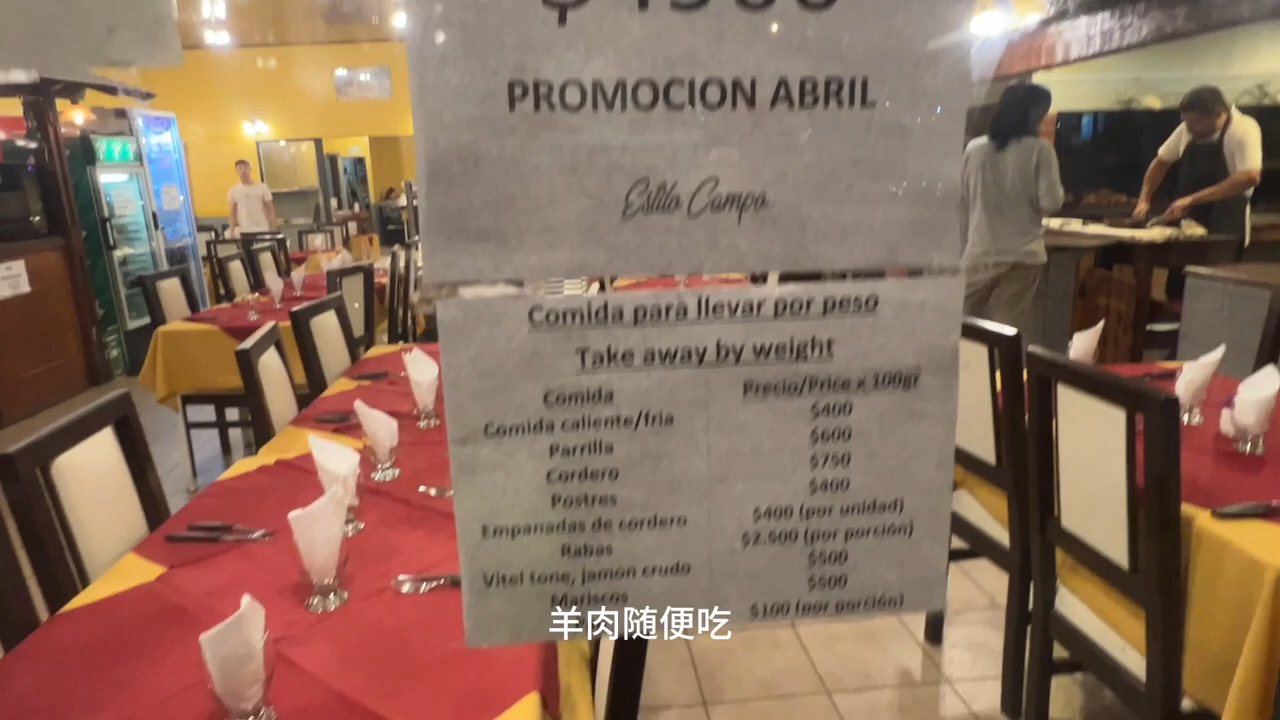 PROMOCION ABRIL
Estilo Campo
Comida para llevar por peso
Take away by weight
Comida Precio/Price x 100gr
Comida caliente/fria $400
Parrilla $600
Cordero $750
Postres $400
Empanadas de cordero $400 (por unidad)
Rabas $2.500 (por porción)
Vitel tone, jamon crudo $500
Mariscos $500
$100 (por porción)
羊肉随便吃